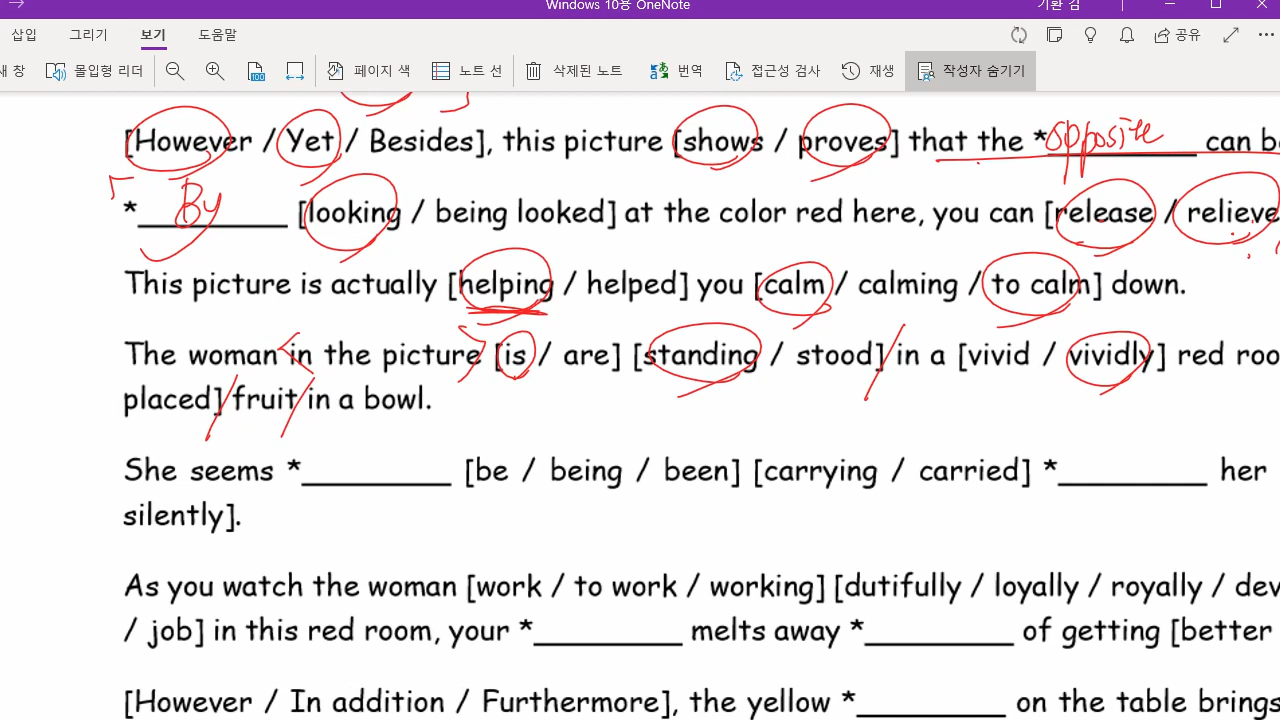 Windows 10용 OneNote
기환 김
삽입 그리기 보기 도움말 공유
새 창 몰입형 리더 페이지 색 노트 선 삭제된 노트 번역 접근성 검사 재생 작성자 숨기기
[However / Yet / Besides], this picture [shows / proves] that the *opposite can b
*By [looking / being looked] at the color red here, you can [release / relieve
This picture is actually [helping / helped] you [calm / calming / to calm] down.
The woman in the picture [is / are] [standing / stood] in a [vivid / vividly] red roo
placed] fruit in a bowl.
She seems *__________ [be / being / been] [carrying / carried] *__________ her
silently].
As you watch the woman [work / to work / working] [dutifully / loyally / royally / dev
/ job] in this red room, your *__________ melts away *__________ of getting [better
[However / In addition / Furthermore], the yellow *__________ on the table brings